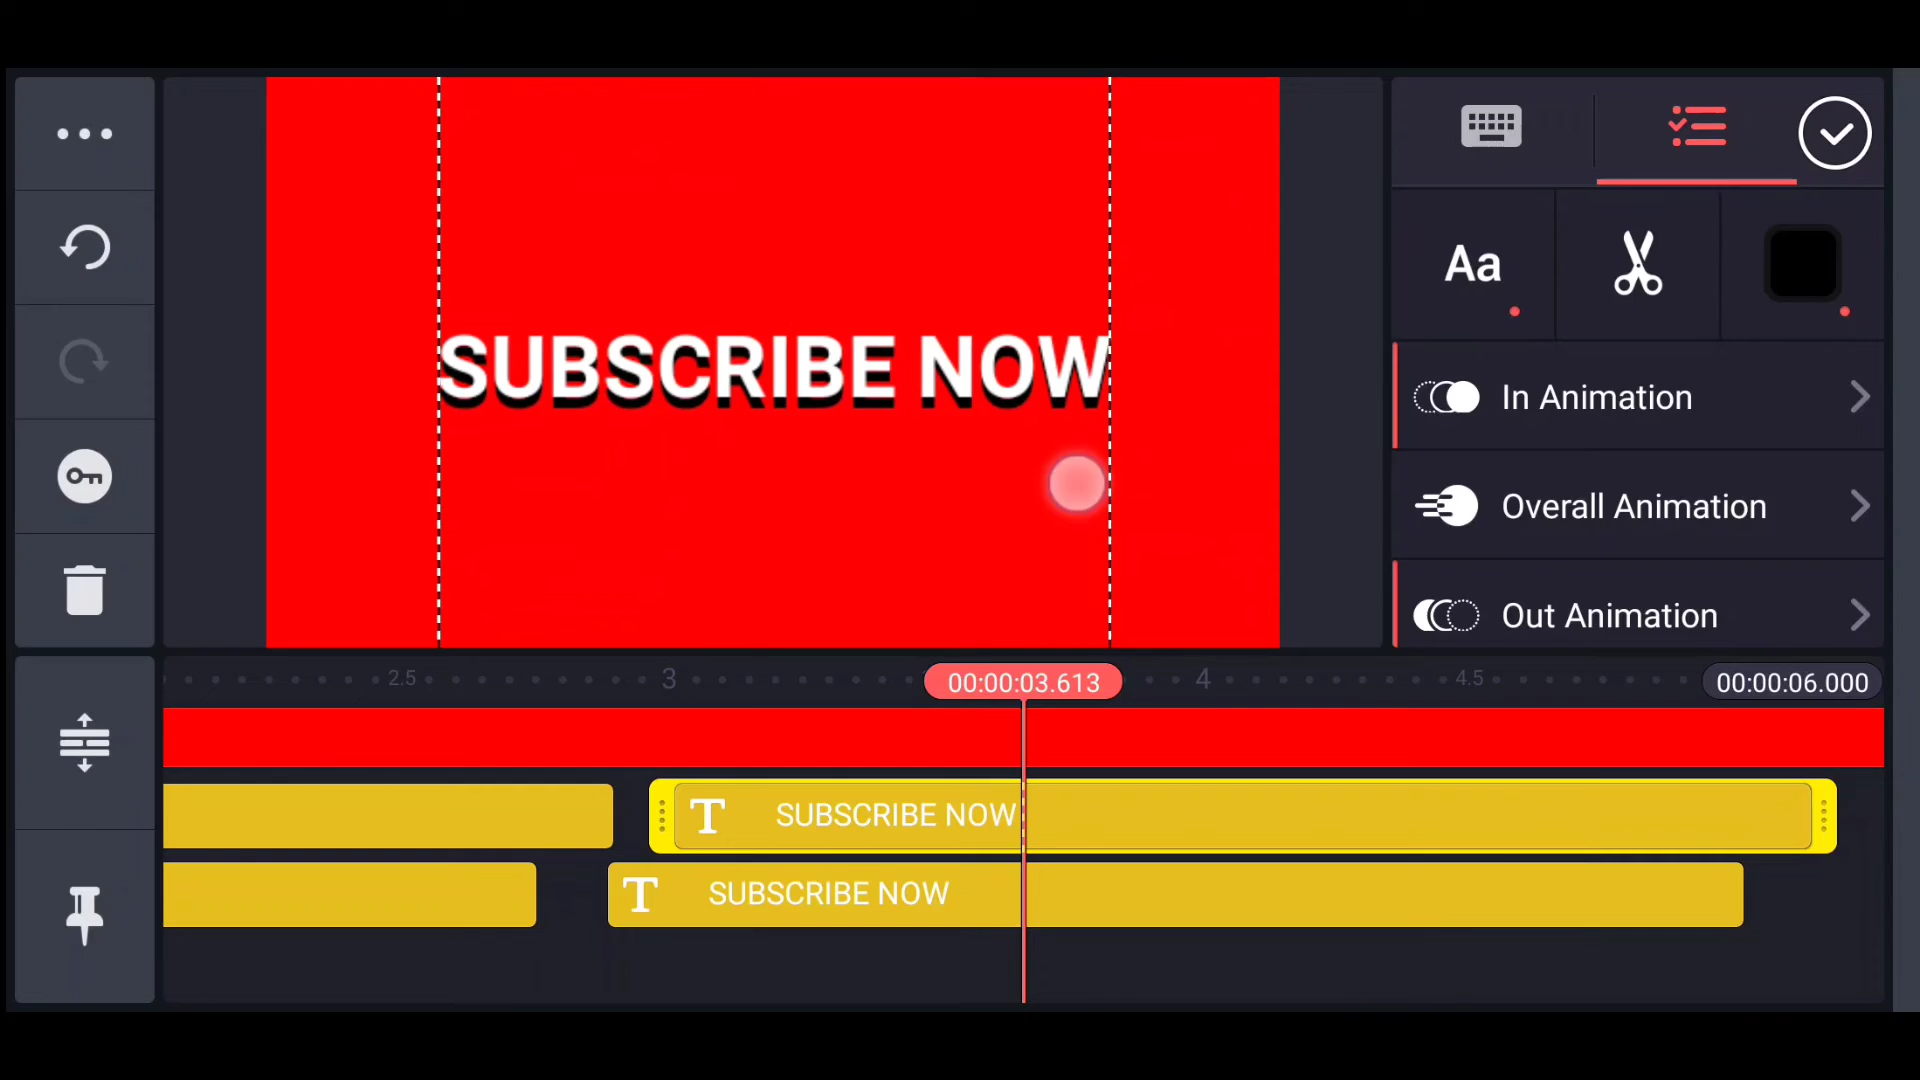 SUBSCRIBE NOW
Aa
In Animation
Overall Animation
Out Animation
2.5
3
00:00:03.613
4
4.5
00:00:06.000
T SUBSCRIBE NOW
T SUBSCRIBE NOW